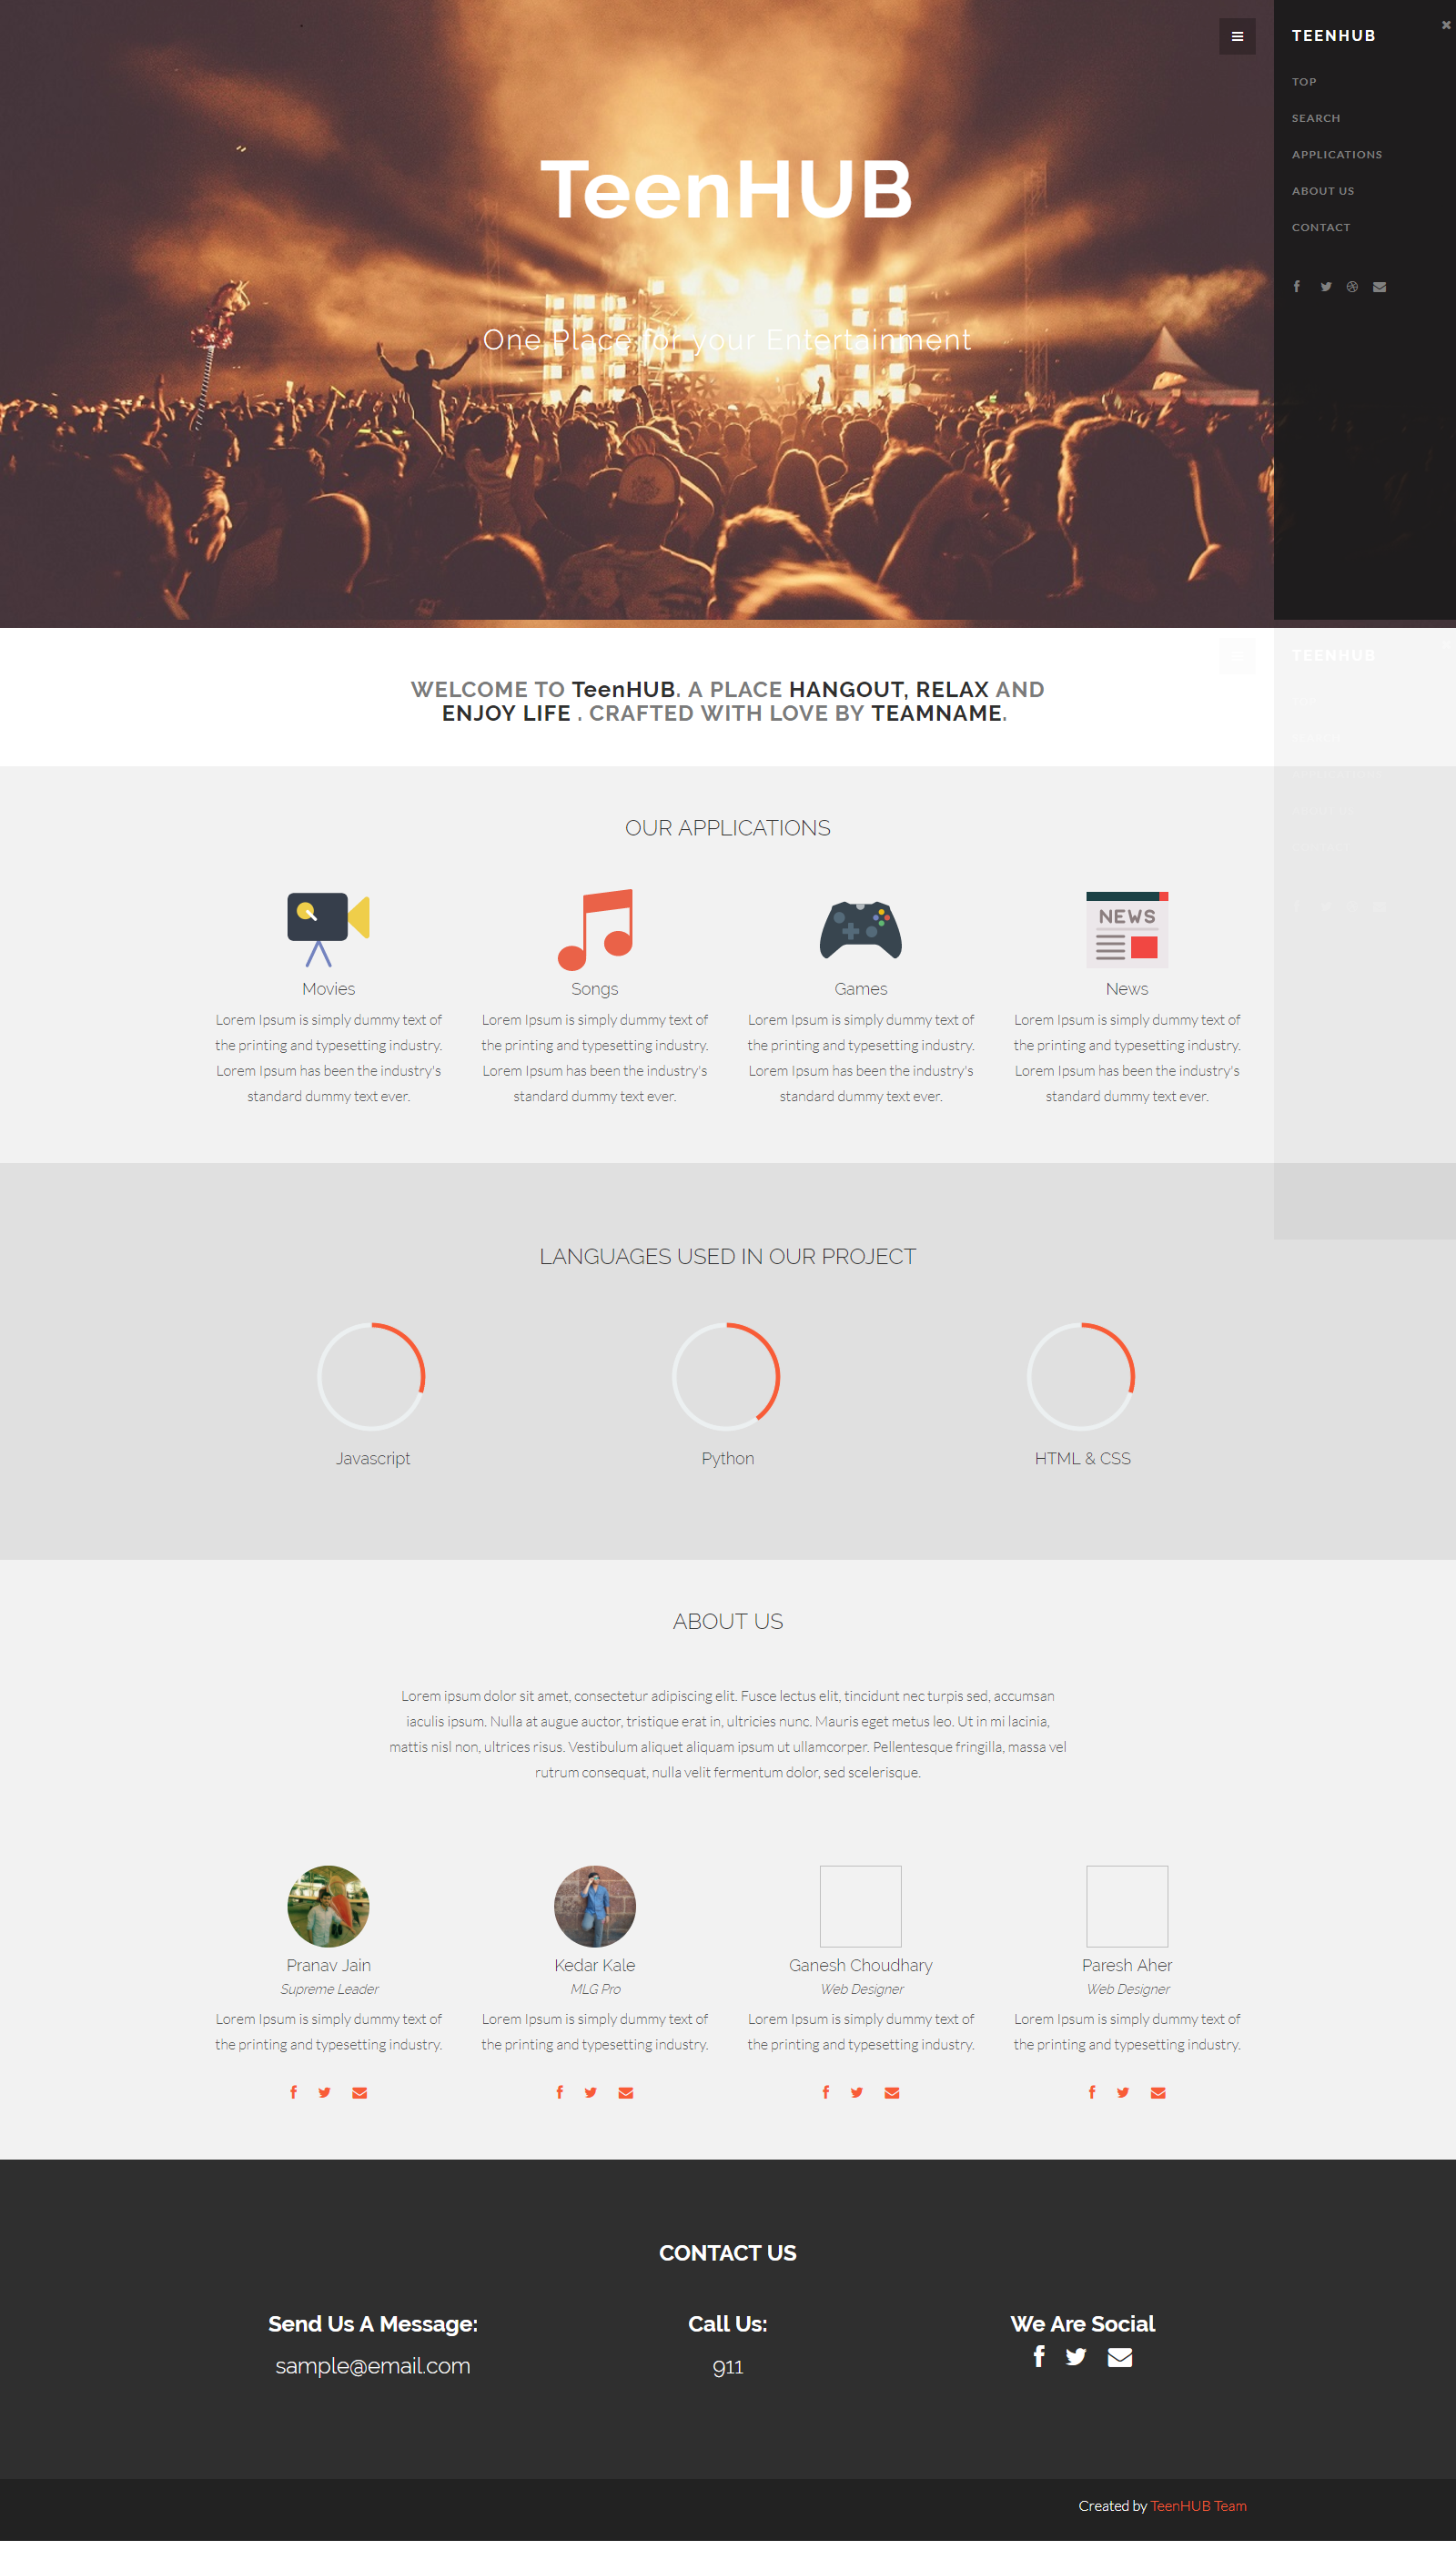 TEENHUB
TOP
SEARCH
APPLICATIONS
ABOUT US
CONTACT
TeenHUB
One Place for your Entertainment
TEENHUB
WELCOME TO TeenHUB. A PLACE HANGOUT, RELAX AND
ENJOY LIFE . CRAFTED WITH LOVE BY TEAMNAME.
OUR APPLICATIONS
Movies
Lorem Ipsum is simply dummy text of
the printing and typesetting industry.
Lorem Ipsum has been the industry's
standard dummy text ever.
Songs
Lorem Ipsum is simply dummy text of
the printing and typesetting industry.
Lorem Ipsum has been the industry's
standard dummy text ever.
Games
Lorem Ipsum is simply dummy text of
the printing and typesetting industry.
Lorem Ipsum has been the industry's
standard dummy text ever.
NEWS
News
Lorem Ipsum is simply dummy text of
the printing and typesetting industry.
Lorem Ipsum has been the industry's
standard dummy text ever.
LANGUAGES USED IN OUR PROJECT
Javascript
Python
HTML & CSS
ABOUT US
Lorem ipsum dolor sit amet, consectetur adipiscing elit. Fusce lectus elit, tincidunt nec turpis sed, accumsan
iaculis ipsum. Nulla at augue auctor, tristique erat in, ultricies nunc. Mauris eget metus leo. Ut in mi lacinia,
mattis nisl non, ultrices risus. Vestibulum aliquet aliquam ipsum ut ullamcorper. Pellentesque fringilla, massa vel
rutrum consequat, nulla velit fermentum dolor, sed scelerisque.
Pranav Jain
Supreme Leader
Lorem Ipsum is simply dummy text of
the printing and typesetting industry.
Kedar Kale
MLG Pro
Lorem Ipsum is simply dummy text of
the printing and typesetting industry.
Ganesh Choudhary
Web Designer
Lorem Ipsum is simply dummy text of
the printing and typesetting industry.
Paresh Aher
Web Designer
Lorem Ipsum is simply dummy text of
the printing and typesetting industry.
CONTACT US
Send Us A Message:
sample@email.com
Call Us:
911
We Are Social
Created by TeenHUB Team